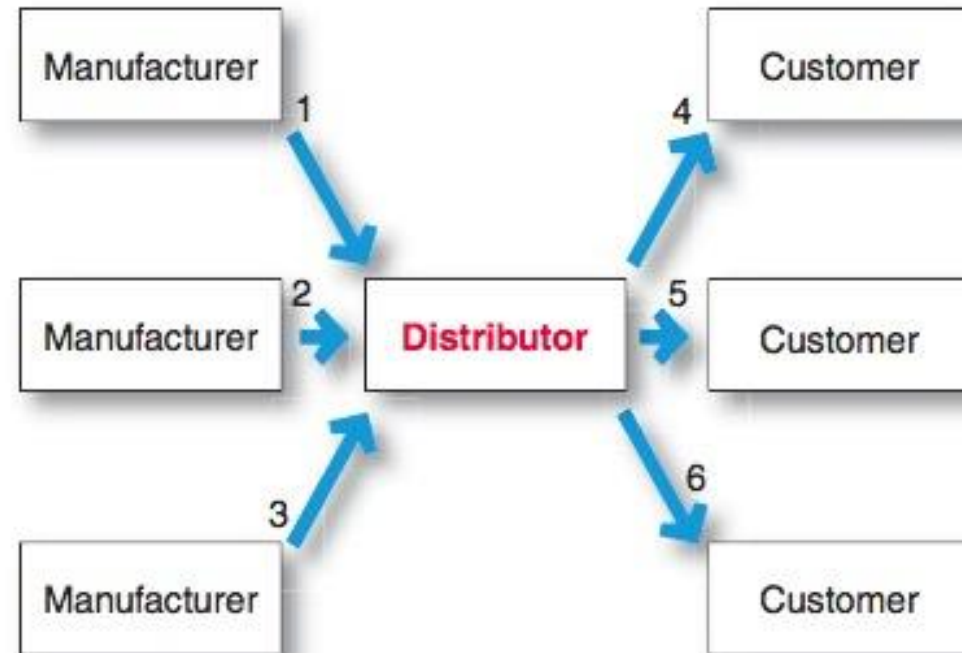 Manufacturer
1
4
Customer
Manufacturer
2
Distributor
5
Customer
3
Manufacturer
6
Customer